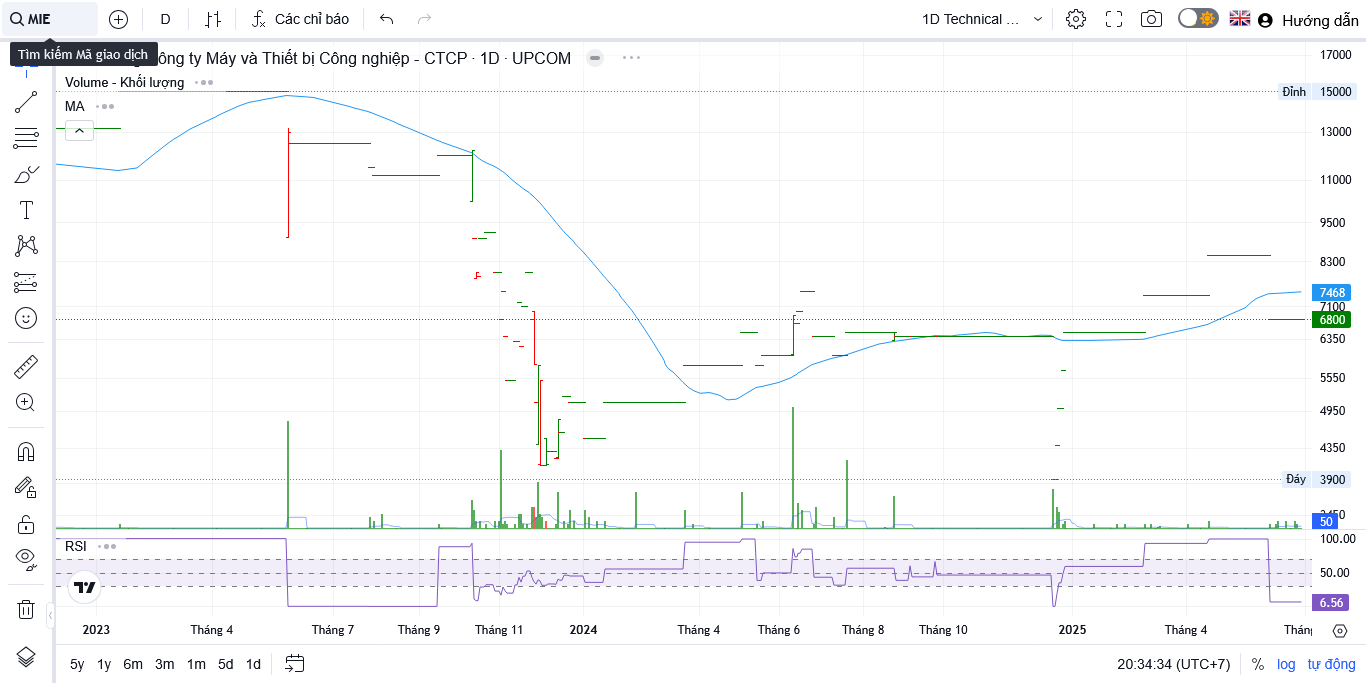 MIE
D
Các chỉ báo
1D Technical ...
Hướng dẫn
Tìm kiếm Mã giao dịch
ông ty Máy và Thiết bị Công nghiệp - CTCP · 1D · UPCOM
Volume - Khối lượng
MA
17000
Đỉnh 15000
13000
11000
9500
8300
7468
7100
6800
6350
5550
4950
4350
Đáy 3900
3450
50
RSI
100.00
50.00
6.56
2023
Tháng 4
Tháng 7
Tháng 9
Tháng 11
2024
Tháng 4
Tháng 6
Tháng 8
Tháng 10
2025
Tháng 4
Thán
5y 1y 6m 3m 1m 5d 1d
20:34:34 (UTC+7)
% log tự động